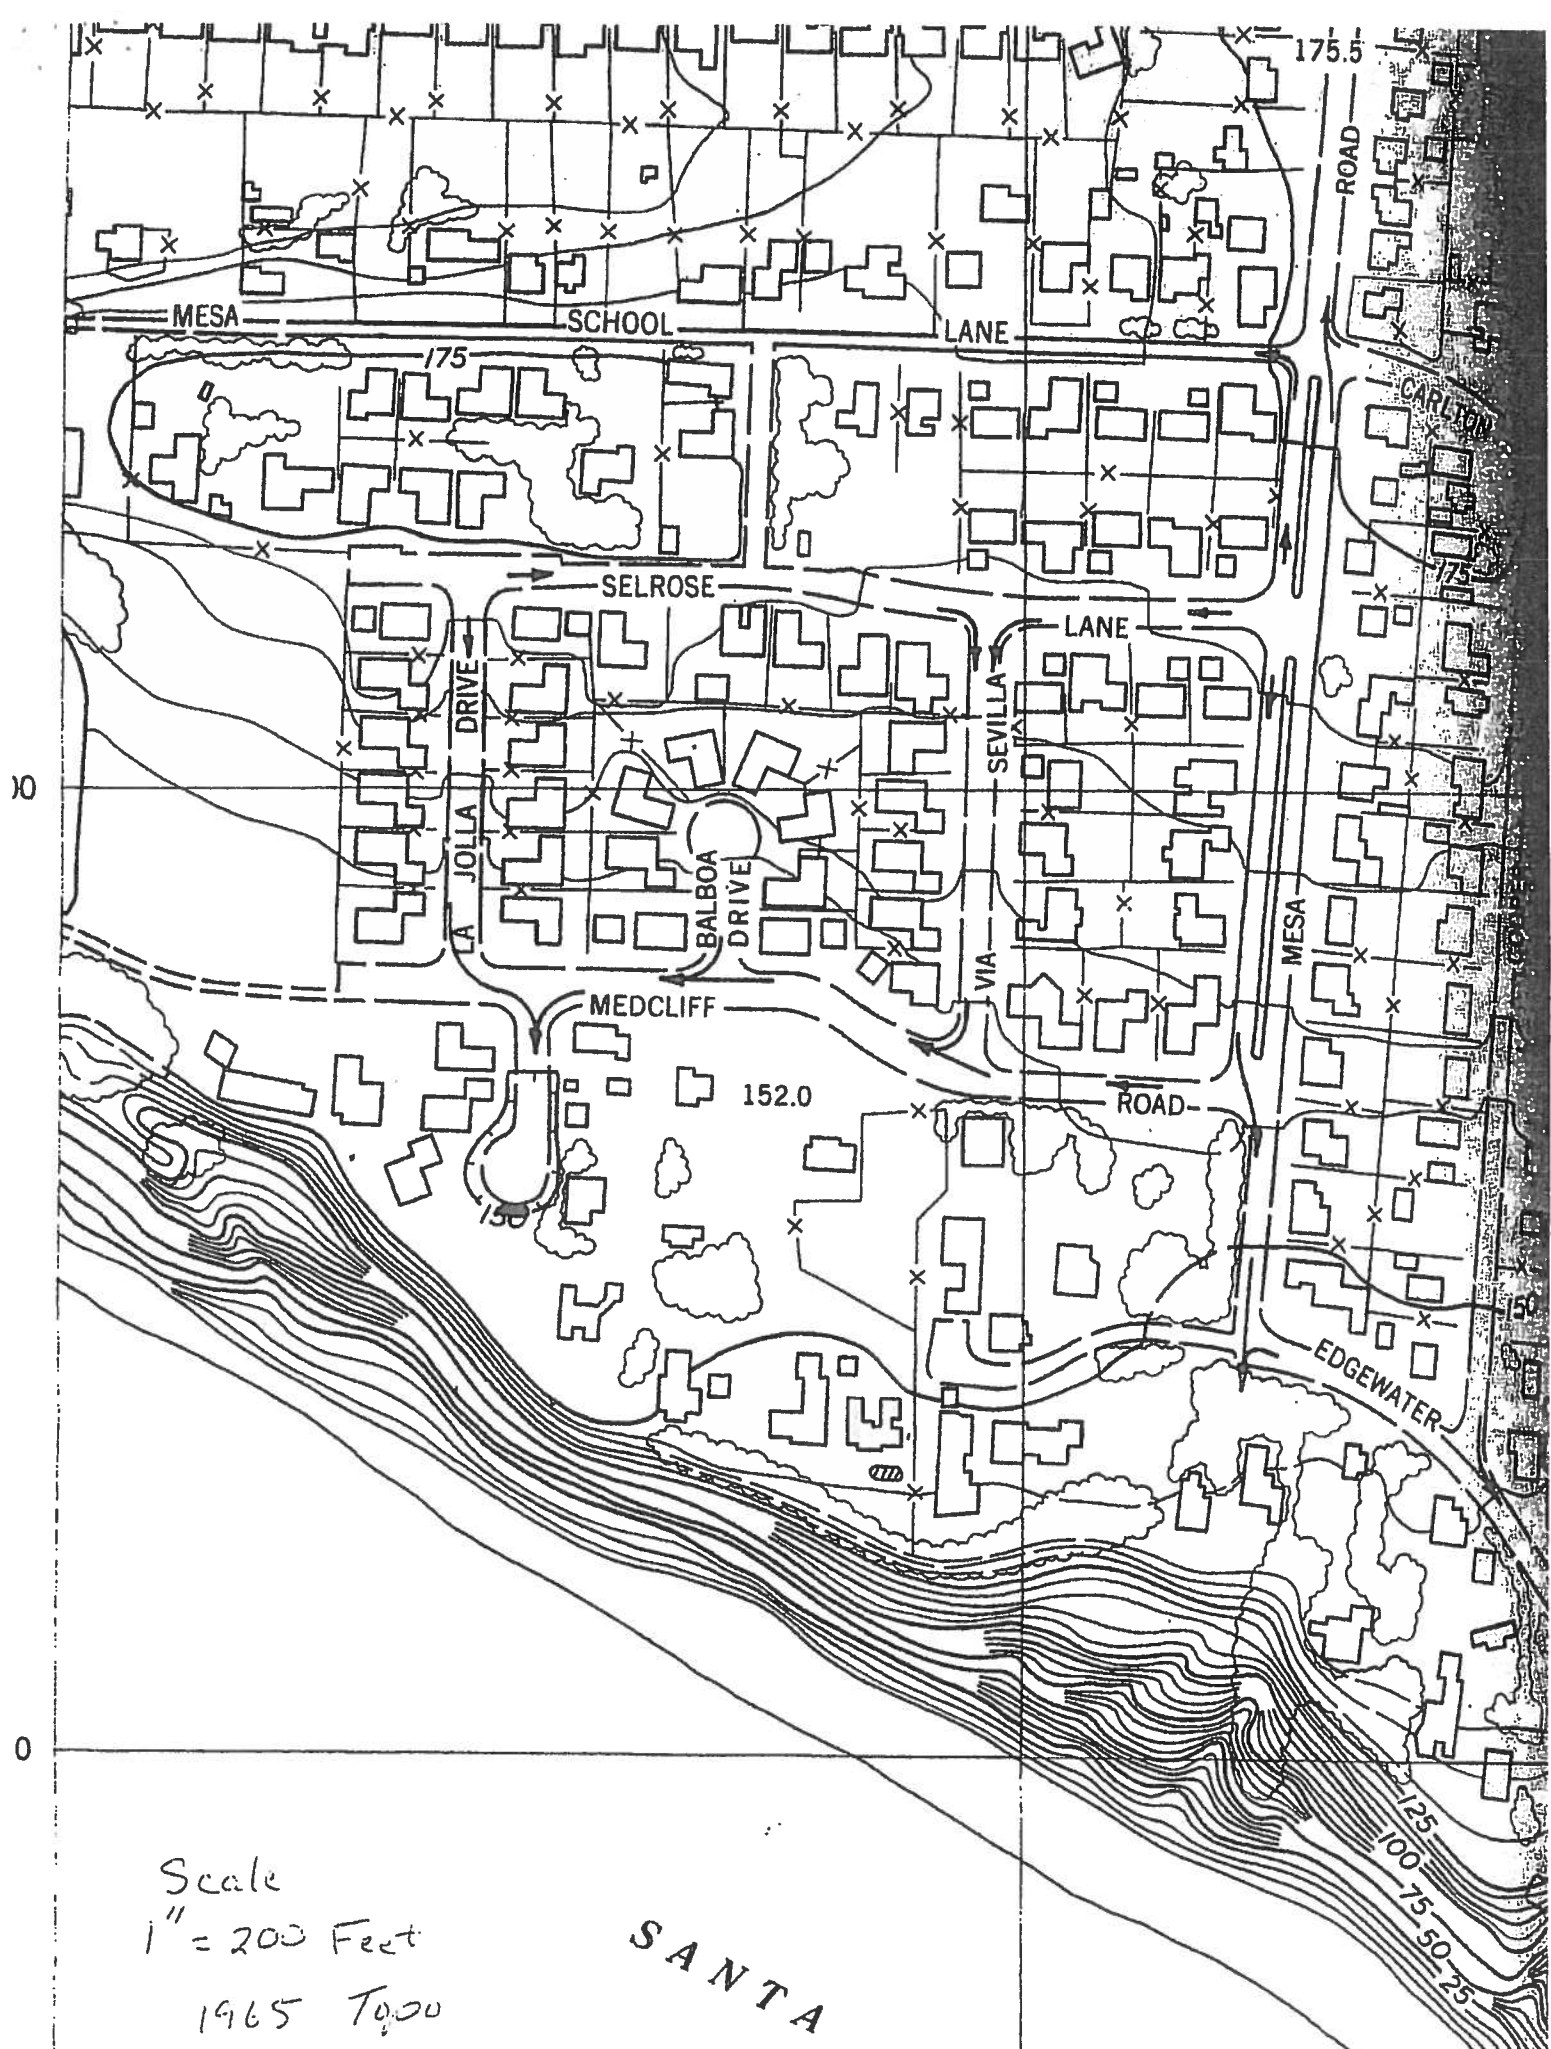 175.5
ROAD
MESA SCHOOL LANE
175
CARLTON
SELROSE LANE
175
LA JOLLA DRIVE
VIA SEVILLA
BALBOA DRIVE
MESA
MEDCLIFF ROAD
152.0
150
150
EDGEWATER
0
125
100
75
50
25
Scale
1" = 200 Feet
1965 Topo
SANTA